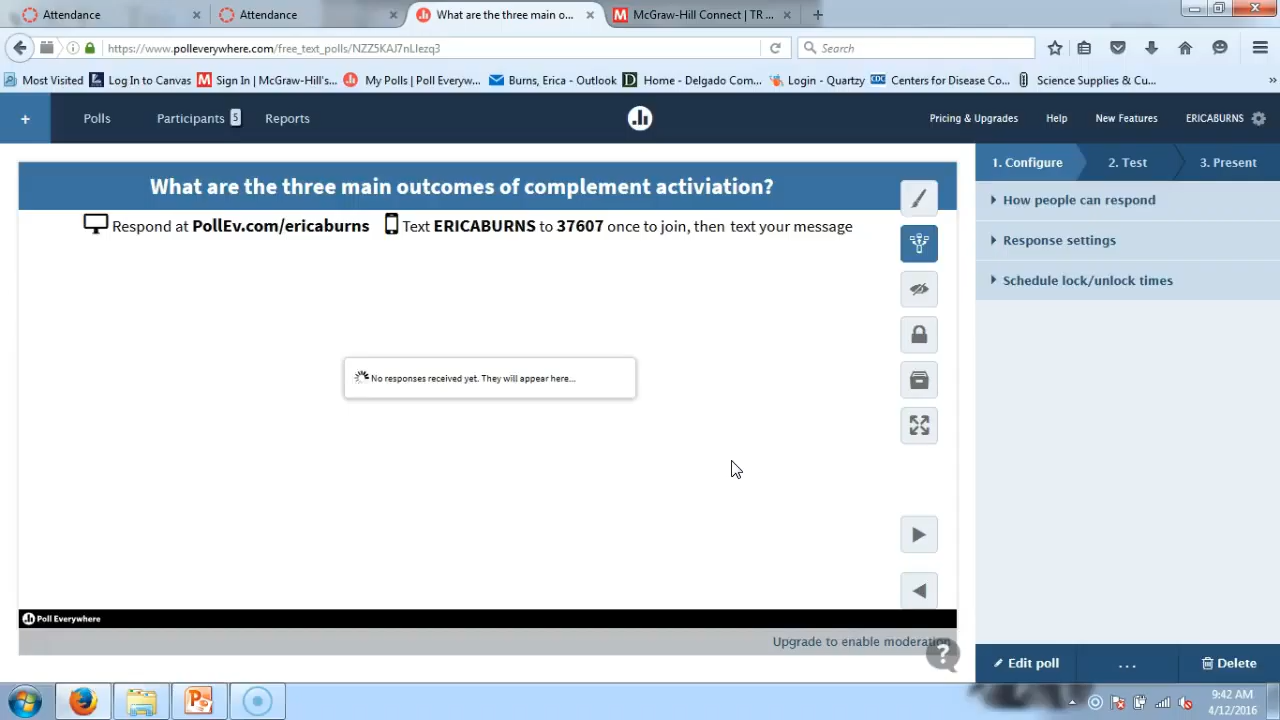 Attendance
Attendance
What are the three main o...
McGraw-Hill Connect | TR ...
https://www.polleverywhere.com/free_text_polls/NZZ5KAJ7nLIezq3
Search
Most Visited
Log In to Canvas
Sign In | McGraw-Hill's...
My Polls | Poll Everyw...
Burns, Erica - Outlook
Home - Delgado Com...
Login - Quartzy
CDC
Centers for Disease Co...
Science Supplies & Cu...
Polls
Participants 5
Reports
Pricing & Upgrades
Help
New Features
ERICABURNS
What are the three main outcomes of complement activiation?
Respond at PollEv.com/ericaburns Text ERICABURNS to 37607 once to join, then text your message
1. Configure
2. Test
3. Present
How people can respond
Response settings
Schedule lock/unlock times
No responses received yet. They will appear here...
Poll Everywhere
Upgrade to enable moderation
?
Edit poll
...
Delete
9:42 AM
4/12/2016